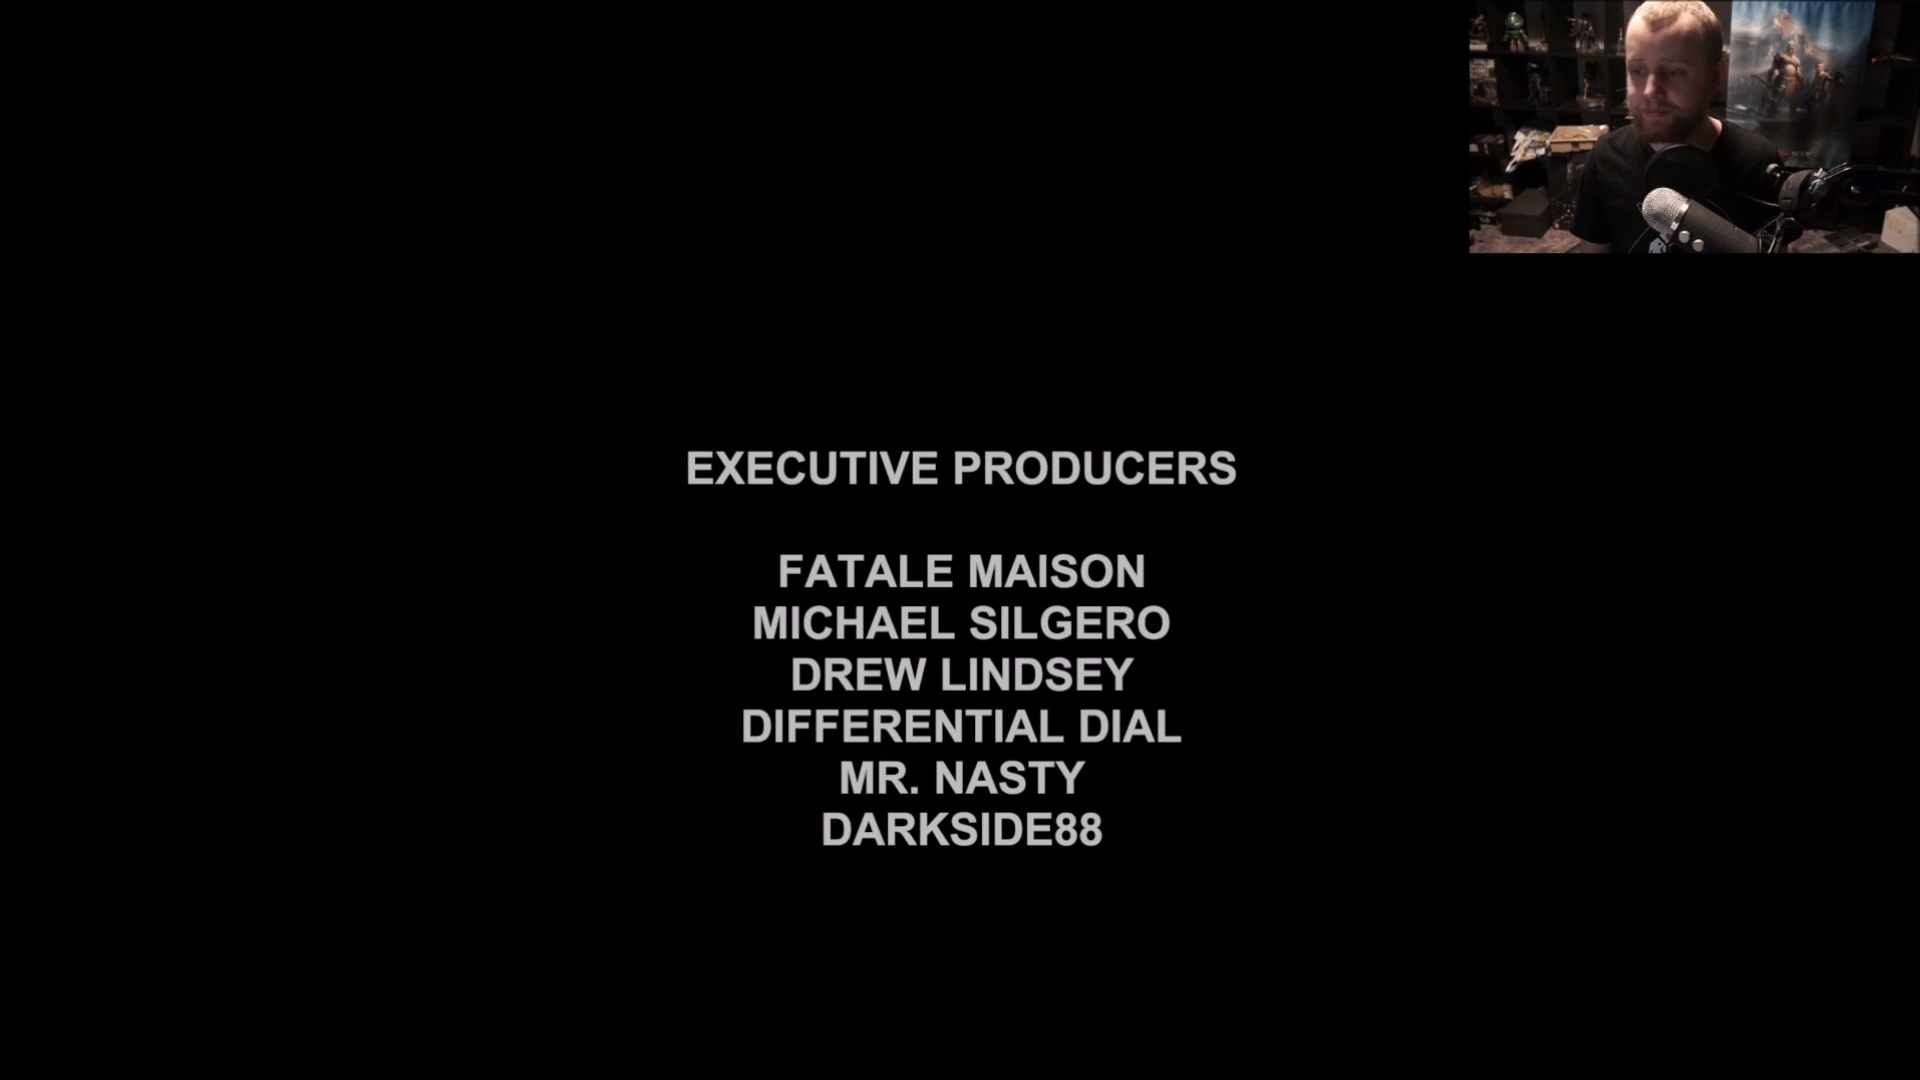 EXECUTIVE PRODUCERS
FATALE MAISON
MICHAEL SILGERO
DREW LINDSEY
DIFFERENTIAL DIAL
MR. NASTY
DARKSIDE88